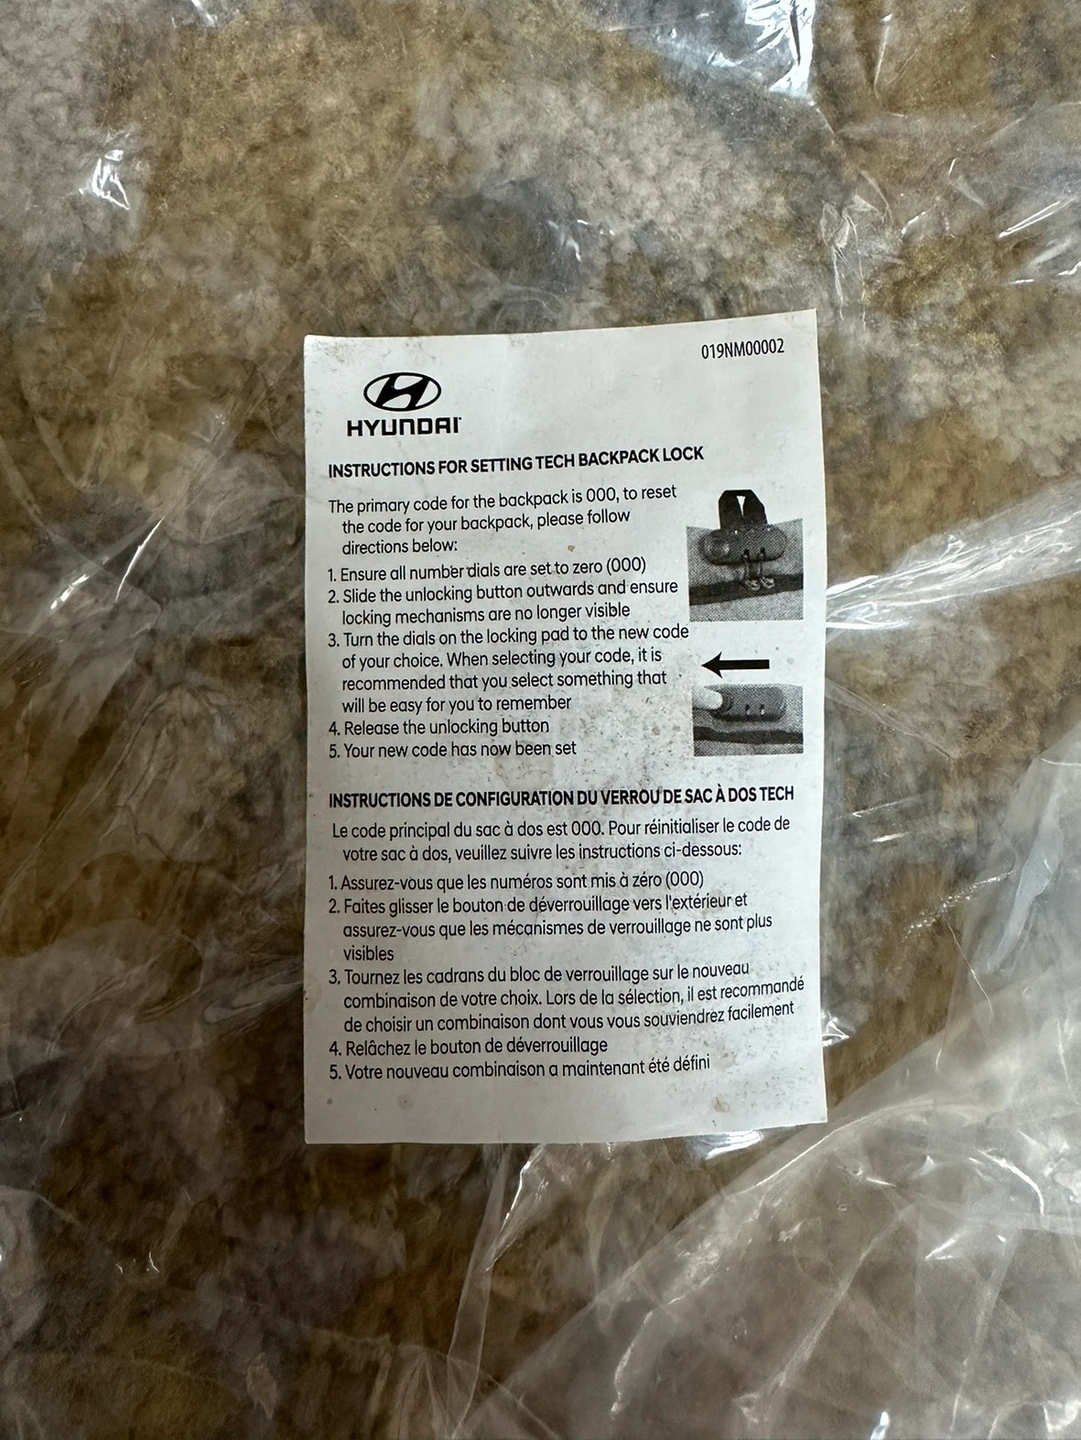 019NM00002
HYUNDAI
INSTRUCTIONS FOR SETTING TECH BACKPACK LOCK
The primary code for the backpack is 000, to reset
the code for your backpack, please follow
directions below:
1. Ensure all number dials are set to zero (000)
2. Slide the unlocking button outwards and ensure
locking mechanisms are no longer visible
3. Turn the dials on the locking pad to the new code
of your choice. When selecting your code, it is
recommended that you select something that
will be easy for you to remember
4. Release the unlocking button
5. Your new code has now been set
INSTRUCTIONS DE CONFIGURATION DU VERROU DE SAC À DOS TECH
Le code principal du sac à dos est 000. Pour réinitialiser le code de
votre sac à dos, veuillez suivre les instructions ci-dessous:
1. Assurez-vous que les numéros sont mis à zéro (000)
2. Faites glisser le bouton de déverrouillage vers l'extérieur et
assurez-vous que les mécanismes de verrouillage ne sont plus
visibles
3. Tournez les cadrans du bloc de verrouillage sur le nouveau
combinaison de votre choix. Lors de la sélection, il est recommandé
de choisir un combinaison dont vous vous souviendrez facilement
4. Relâchez le bouton de déverrouillage
5. Votre nouveau combinaison a maintenant été défini